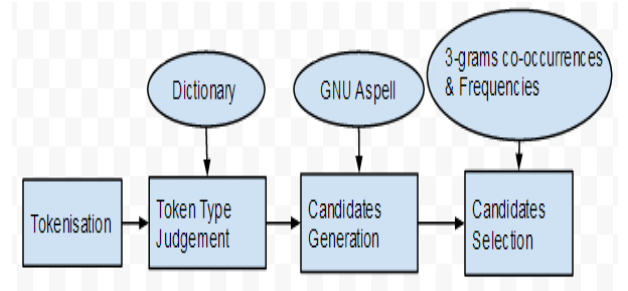 3-grams co-occurrences
& Frequencies
Dictionary
GNU Aspell
Tokenisation
Token Type
Judgement
Candidates
Generation
Candidates
Selection